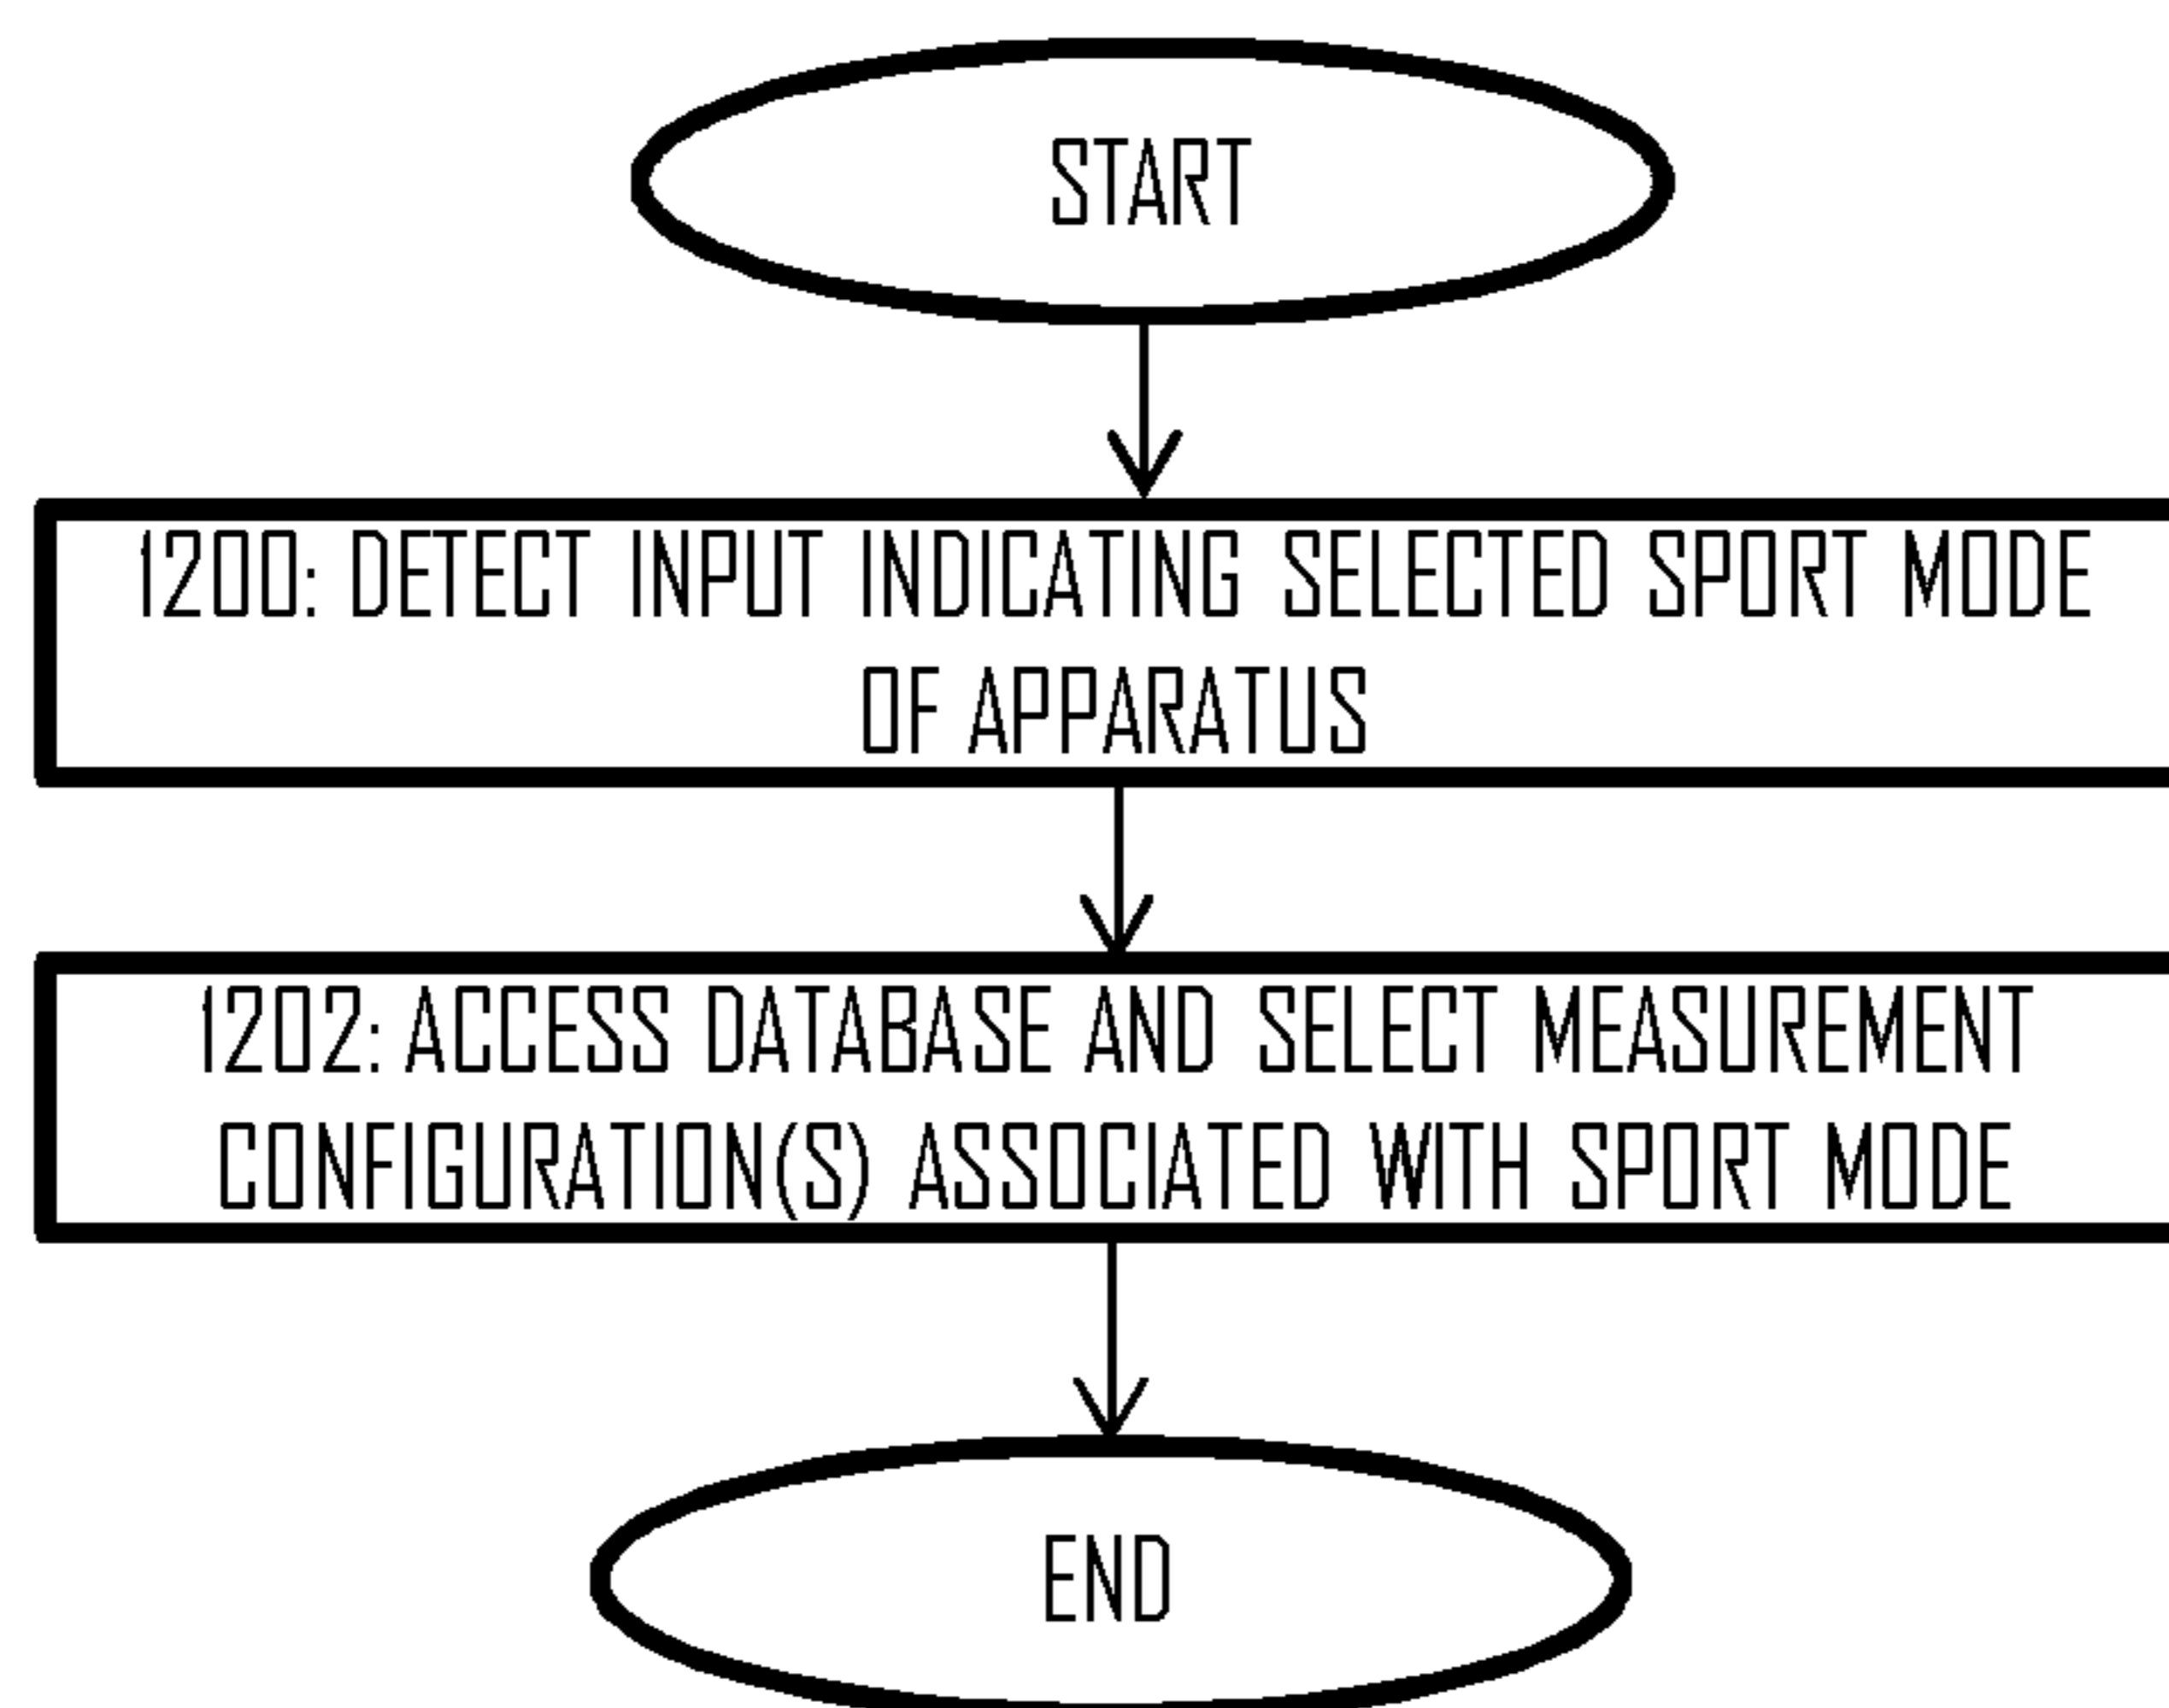 START
1200: DETECT INPUT INDICATING SELECTED SPORT MODE
OF APPARATUS
1202: ACCESS DATABASE AND SELECT MEASUREMENT
CONFIGURATION(S) ASSOCIATED WITH SPORT MODE
END